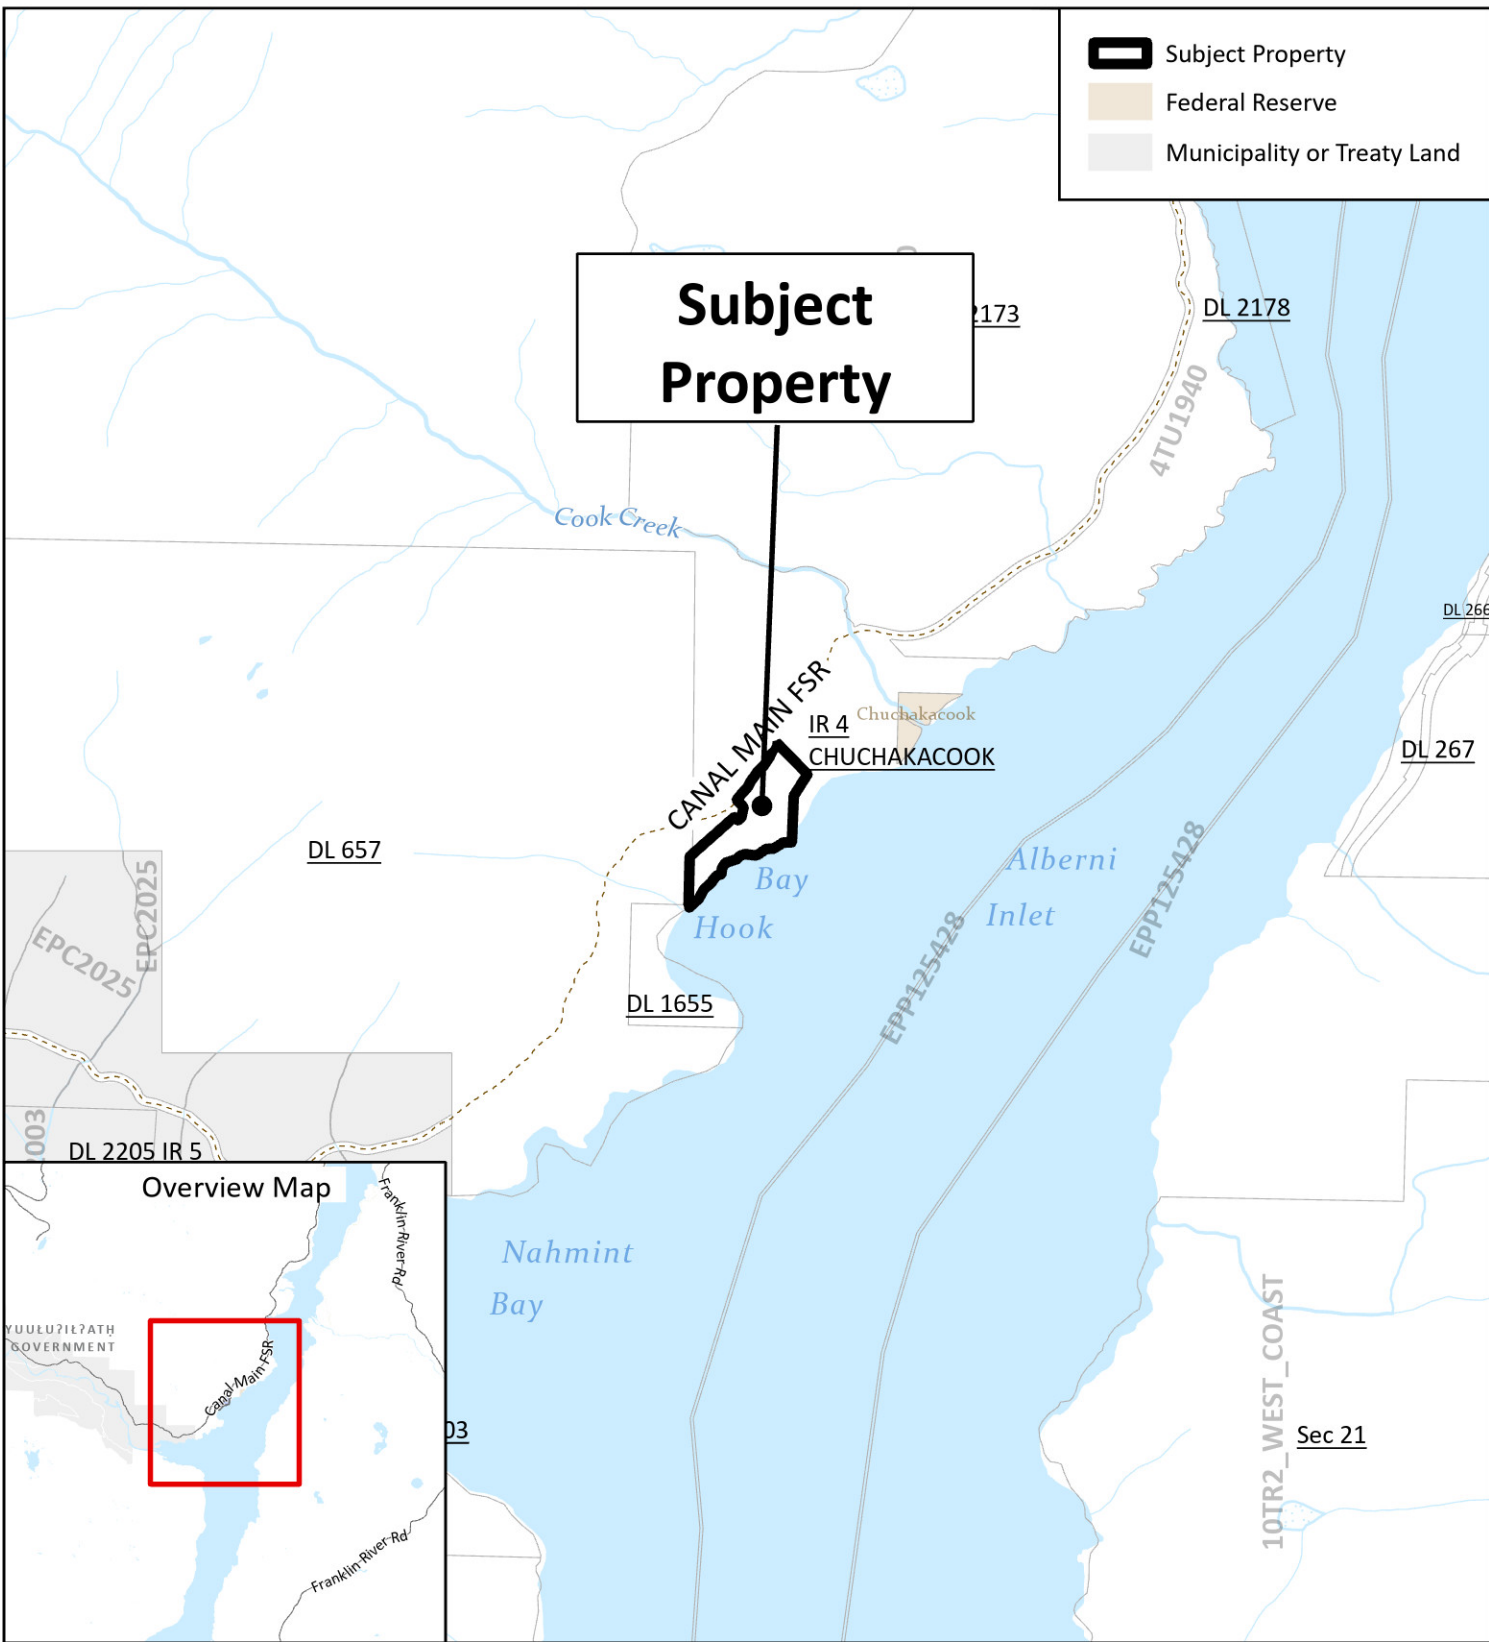 Subject Property
Federal Reserve
Municipality or Treaty Land
Subject
Property
2173
DL 2178
4TU1940
Cook Creek
DL 266
CANAL MAIN FSR
Chuchakacook
IR 4
CHUCHAKACOOK
DL 267
DL 657
Bay
Hook
Alberni
Inlet
EPP125428
EPP125428
EPC2025
EPC2025
DL 1655
2003
DL 2205 IR 5
Overview Map
Franklin River Rd
YUUŁUʔIŁʔATḤ
GOVERNMENT
Canal Main FSR
Franklin River Rd
Nahmint
Bay
03
10TR2_WEST_COAST
Sec 21